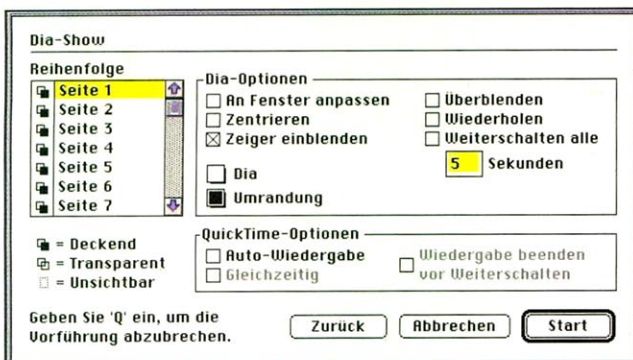 Dia-Show
Reihenfolge
Seite 1
Seite 2
Seite 3
Seite 4
Seite 5
Seite 6
Seite 7
= Deckend
= Transparent
= Unsichtbar
Dia-Optionen
An Fenster anpassen
Zentrieren
Zeiger einblenden
Dia
Umrandung
Überblenden
Wiederholen
Weiterschalten alle
5 Sekunden
QuickTime-Optionen
Auto-Wiedergabe
Gleichzeitig
Wiedergabe beenden
vor Weiterschalten
Geben Sie 'Q' ein, um die
Vorführung abzubrechen.
Zurück
Abbrechen
Start